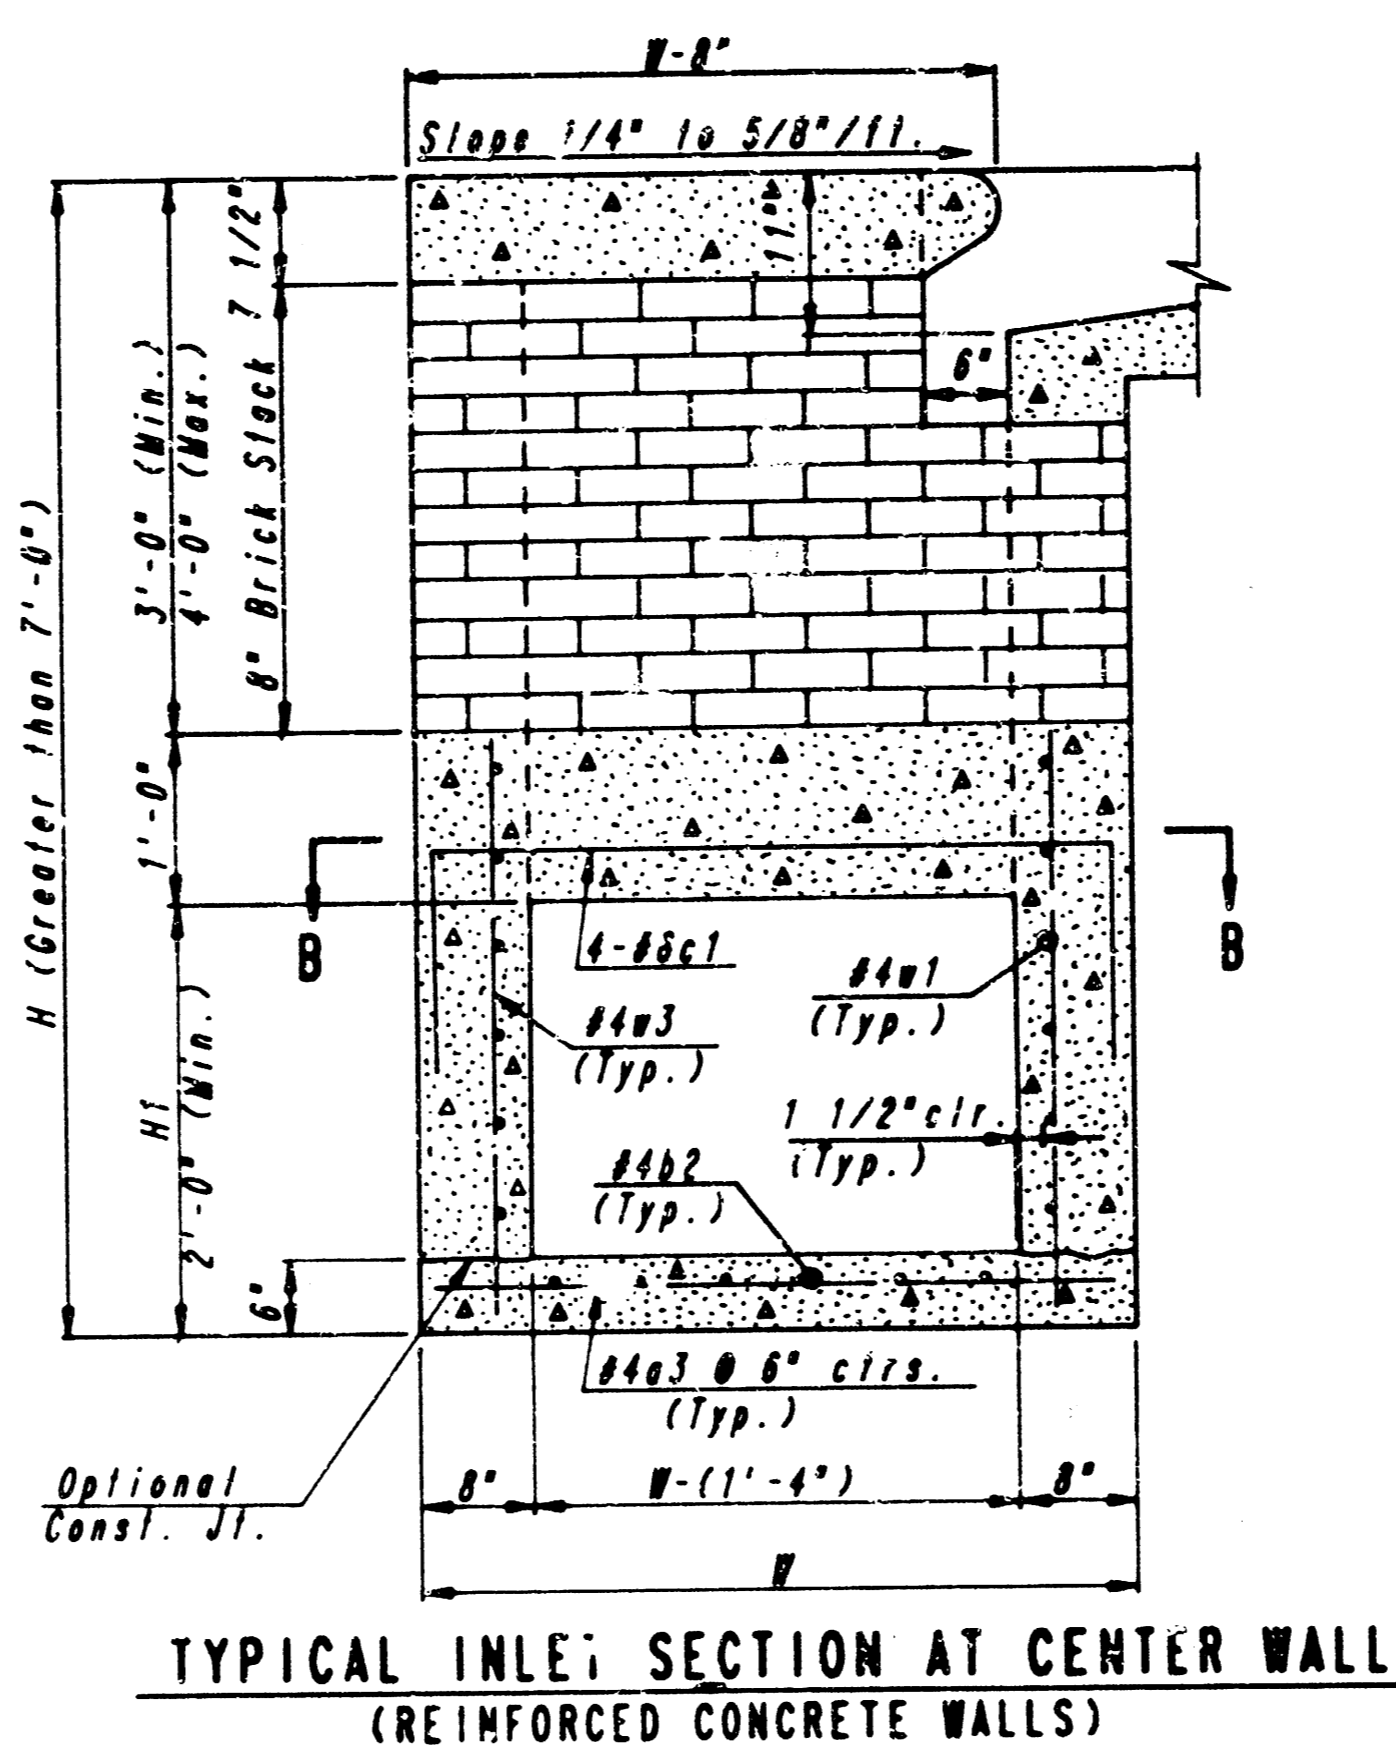 W-8"
Slope 1/4" to 5/8"/ft.
7 1/2"
11"
6"
3'-0" (Min.)
4'-0" (Max.)
8" Brick Stack
H (Greater than 7'-0")
1'-0"
B
B
4-#6c1
#4w1
(Typ.)
#4w3
(Typ.)
H1
2'-0" (Min.)
1 1/2" clr.
(Typ.)
#4b2
(Typ.)
6"
#4a3 @ 6" ctrs.
(Typ.)
Optional
Const. Jt.
8"
W-(1'-4")
8"
W
TYPICAL INLET SECTION AT CENTER WALL
(REINFORCED CONCRETE WALLS)